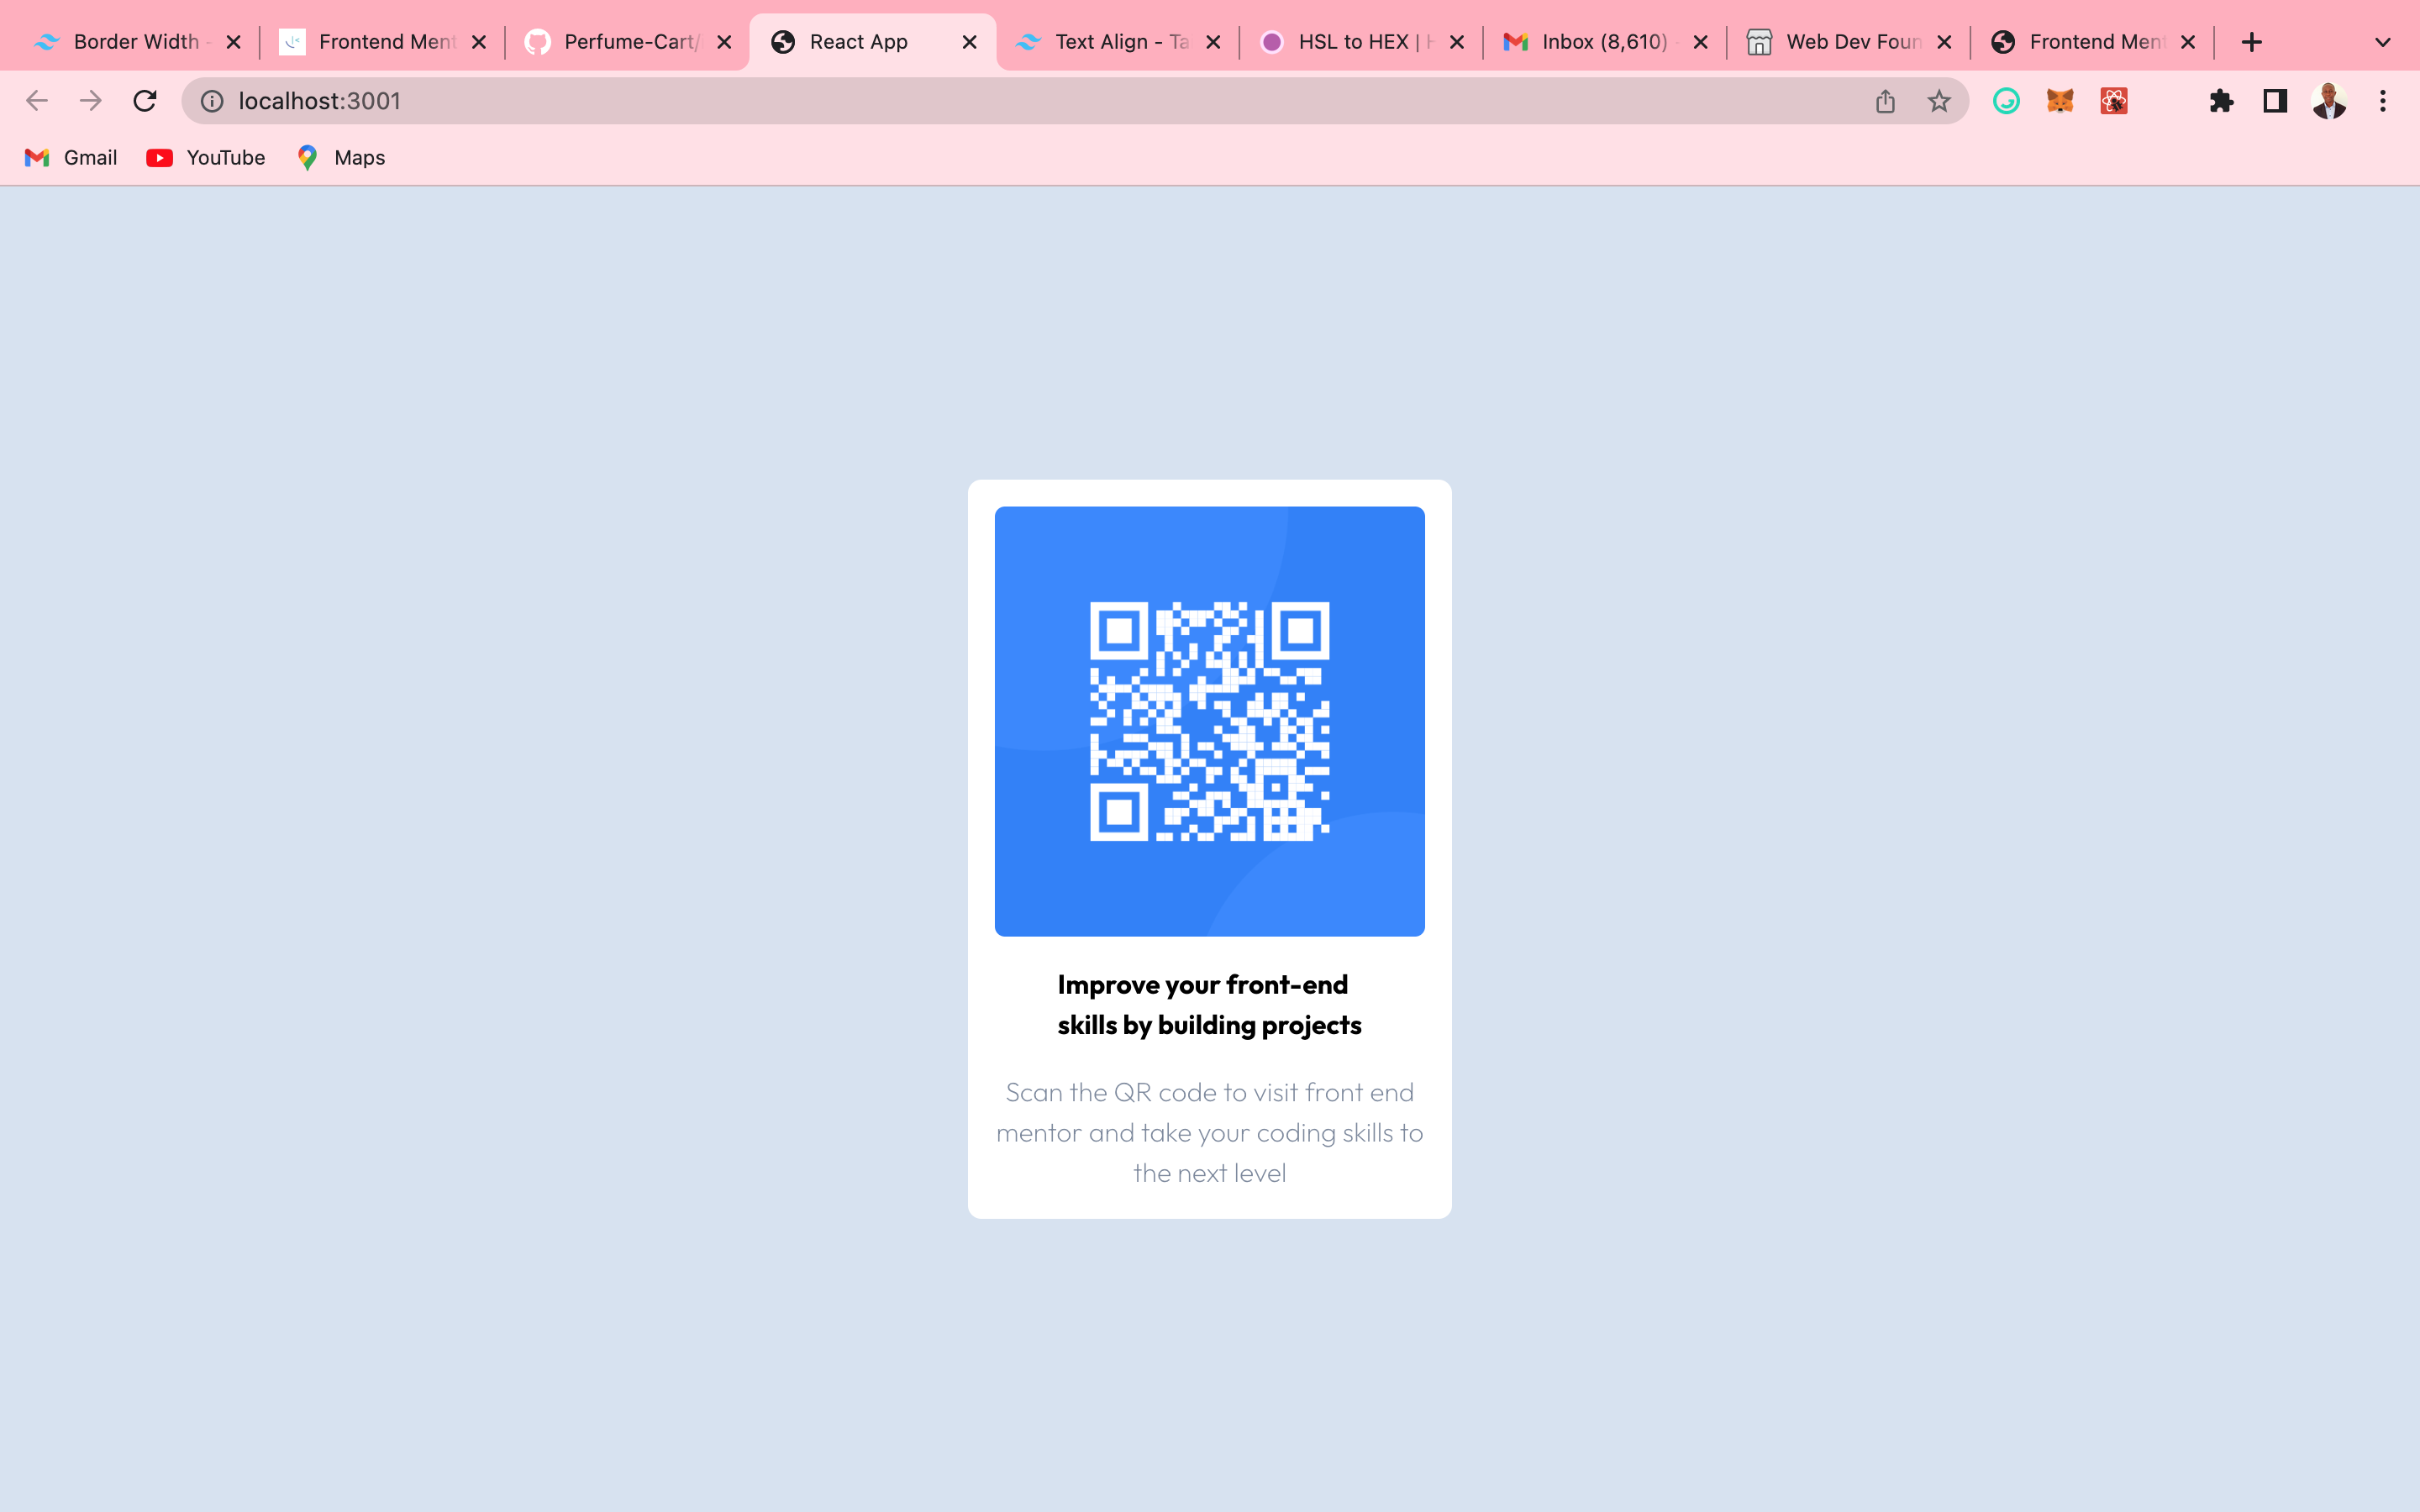 Border Width -
Frontend Ment
Perfume-Cart/
React App
Text Align - Ta
HSL to HEX | H
Inbox (8,610) -
Web Dev Foun
Frontend Ment
localhost:3001
Gmail
YouTube
Maps
Improve your front-end
skills by building projects
Scan the QR code to visit front end
mentor and take your coding skills to
the next level